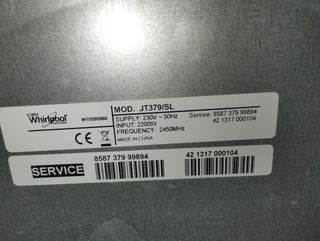 Whirlpool W10595960
MOD. JT379/SL
SUPPLY: 230V ~ 50Hz Service: 8587 379 99894
INPUT: 2200W 42 1317 000104
FREQUENCY: 2450MHz
MADE IN CHINA
SERVICE 8587 379 99894 42 1317 000104